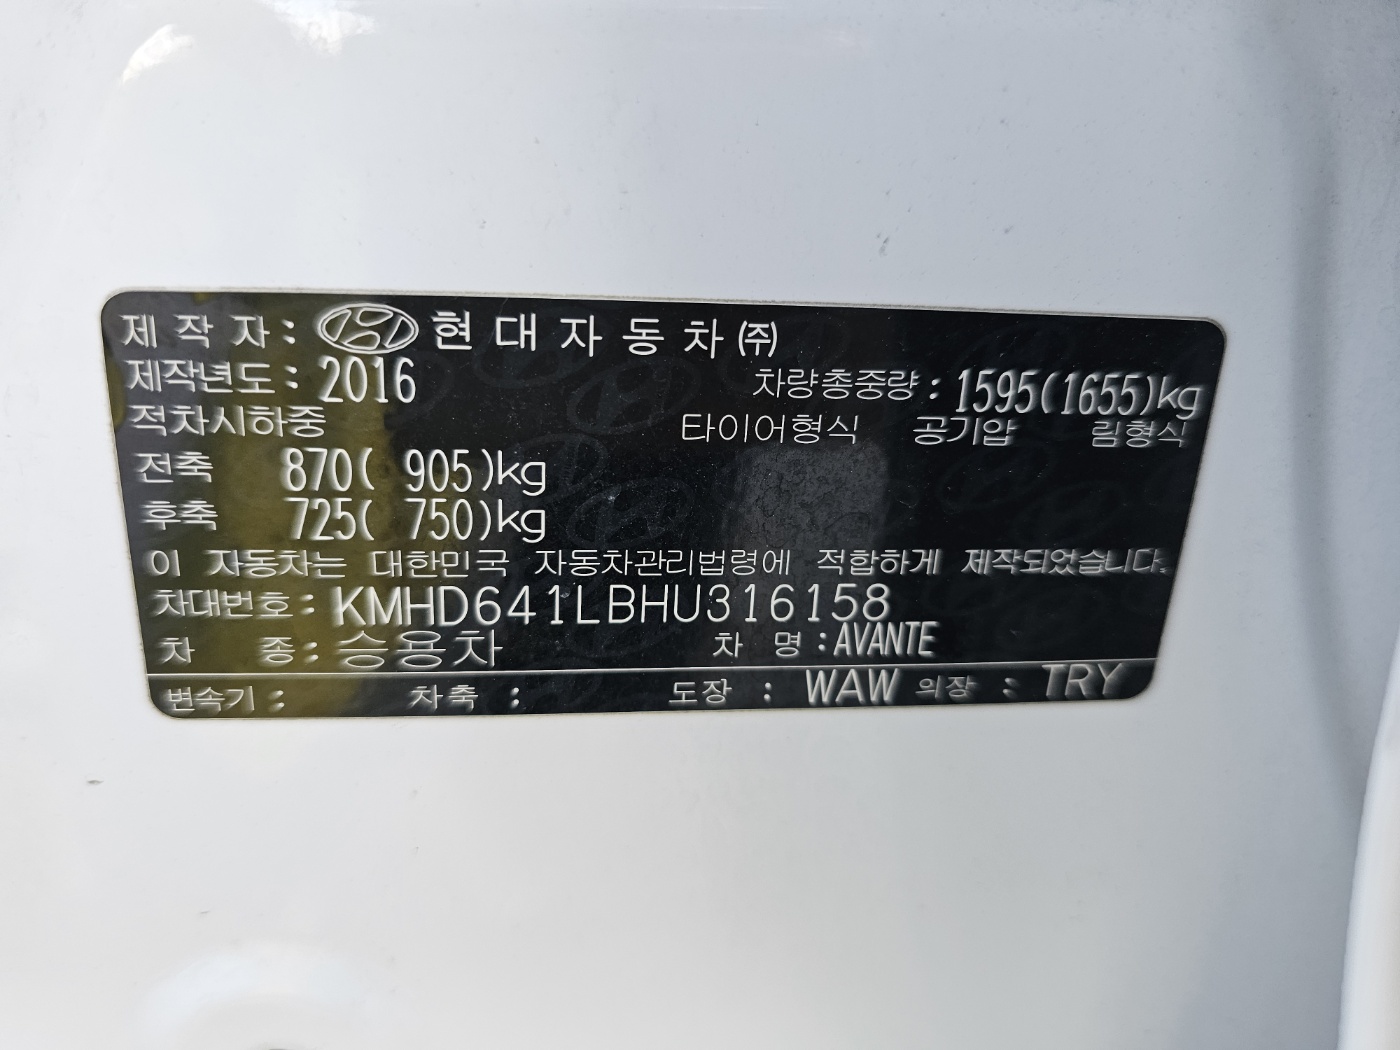 제작자 : HYUNDAI 현대자동차㈜
제작년도 : 2016 차량총중량 : 1595(1655)kg
적차시하중 타이어형식 공기압 림형식
전축 870( 905)kg
후축 725( 750)kg
이 자동차는 대한민국 자동차관리법령에 적합하게 제작되었습니다.
차대번호 : KMHD641LBHU316158
차 종 : 승용차 차 명 : AVANTE
변속기 : 차축 : 도장 : WAW 의장 : TRY